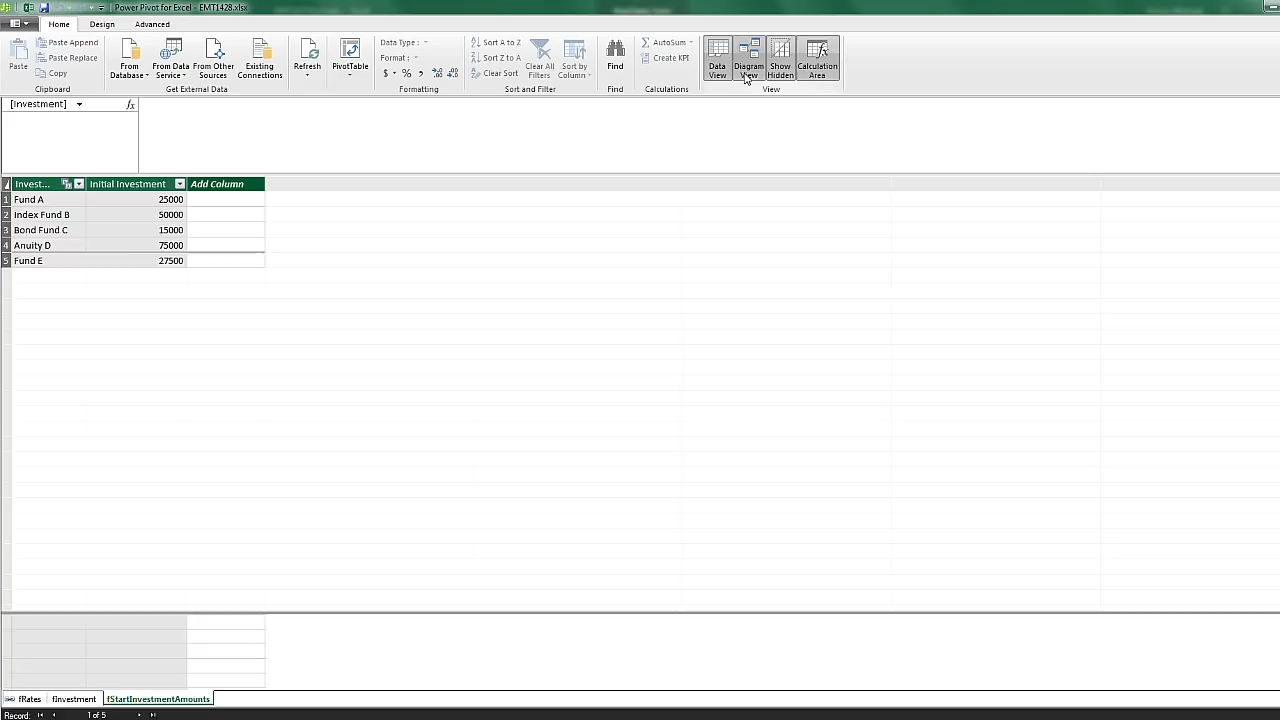 Power Pivot for Excel - EMT1428.xlsx
Home Design Advanced
Paste
Paste Append
Paste Replace
Copy
Clipboard
From Database
From Data Service
From Other Sources
Existing Connections
Get External Data
Refresh
PivotTable
Data Type :
Format :
$ % ,
Formatting
Sort A to Z
Sort Z to A
Clear Sort
Clear All Filters
Sort by Column
Sort and Filter
Find
Find
AutoSum
Create KPI
Calculations
Data View
Diagram View
Show Hidden
Calculation Area
View
[Investment] fx
Invest... Initial Investment Add Column
1 Fund A 25000
2 Index Fund B 50000
3 Bond Fund C 15000
4 Anuity D 75000
5 Fund E 27500
fRates fInvestment fStartInvestmentAmounts
Record: 1 of 5